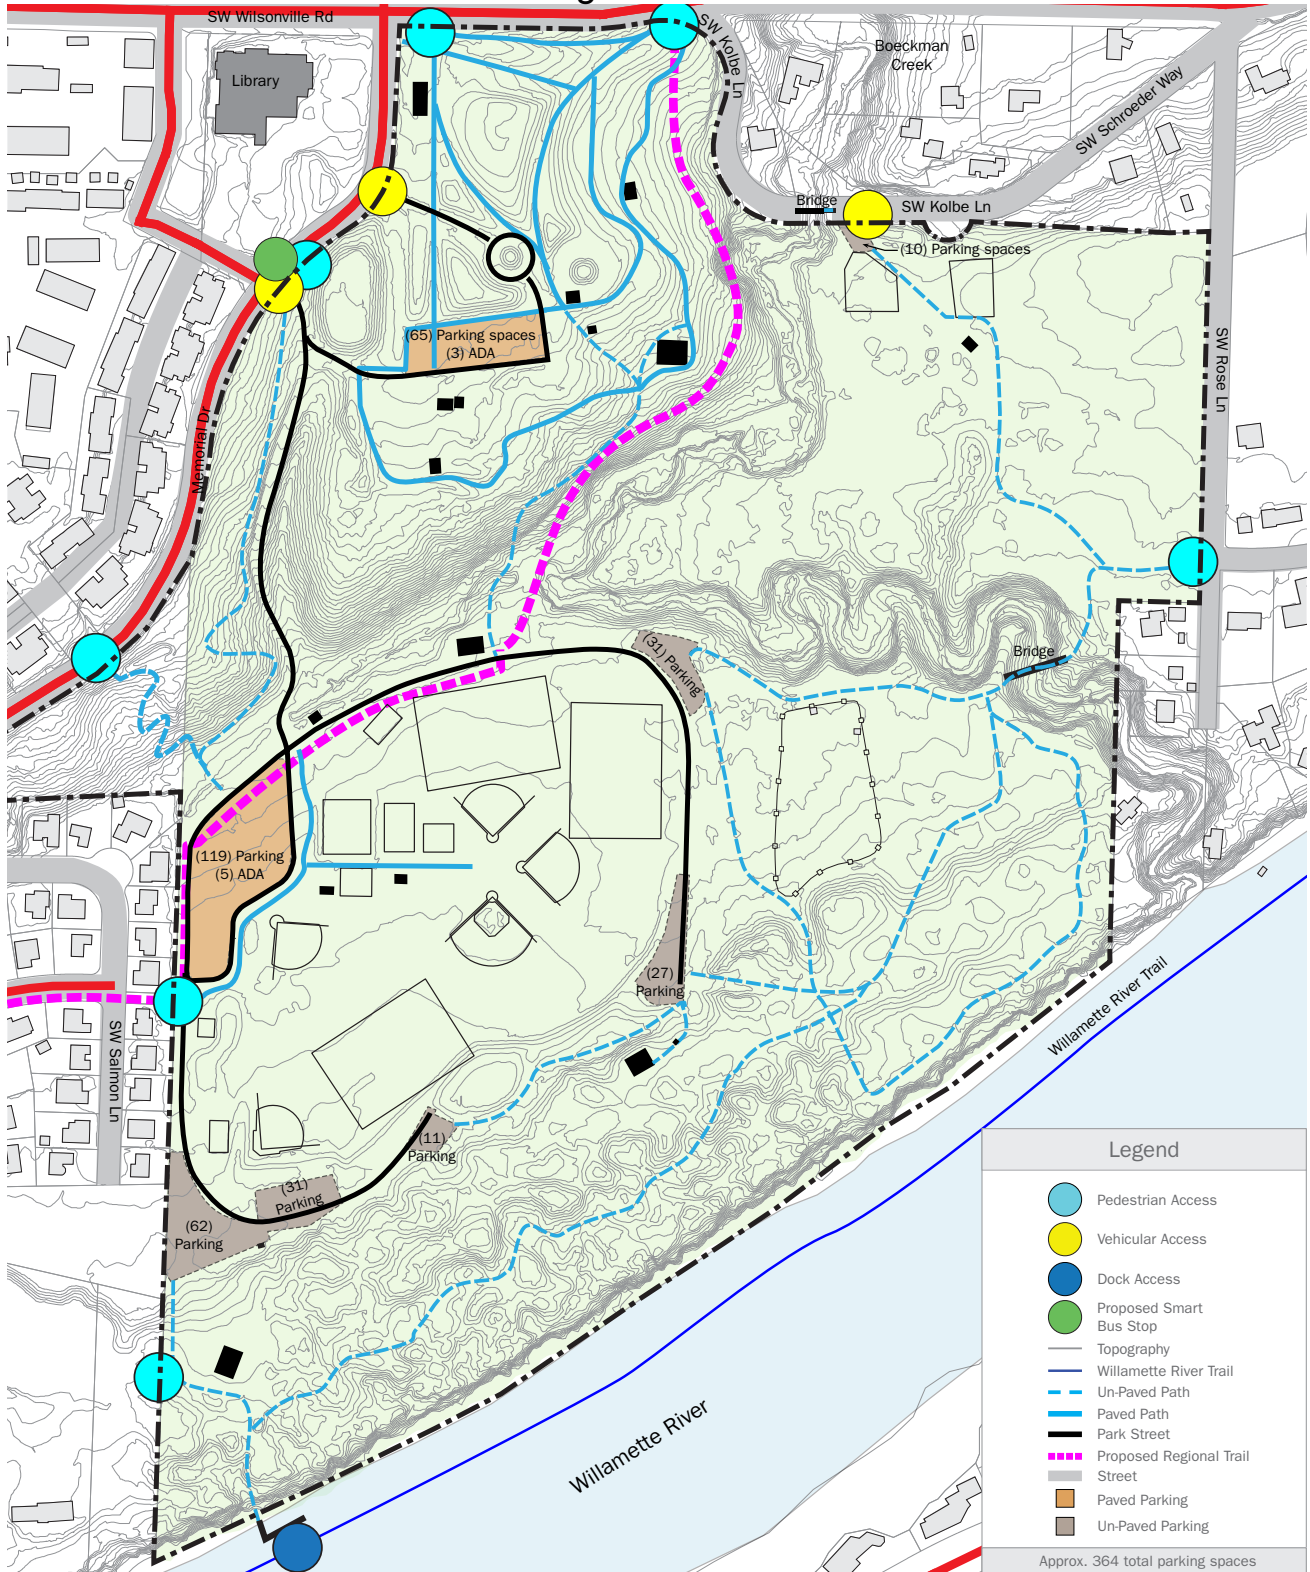 SW Wilsonville Rd
SW Kolbe Ln
Boeckman
Creek
Library
SW Schroeder Way
Bridge
SW Kolbe Ln
(10) Parking spaces
(65) Parking spaces
(3) ADA
SW Rose Ln
Memorial Dr
(31) Parking
Bridge
(119) Parking
(5) ADA
(27)
Parking
Willamette River Trail
SW Salmon Ln
(11)
Parking
(31)
Parking
(62)
Parking
Willamette River
Legend
Pedestrian Access
Vehicular Access
Dock Access
Proposed Smart
Bus Stop
Topography
Willamette River Trail
Un-Paved Path
Paved Path
Park Street
Proposed Regional Trail
Street
Paved Parking
Un-Paved Parking
Approx. 364 total parking spaces